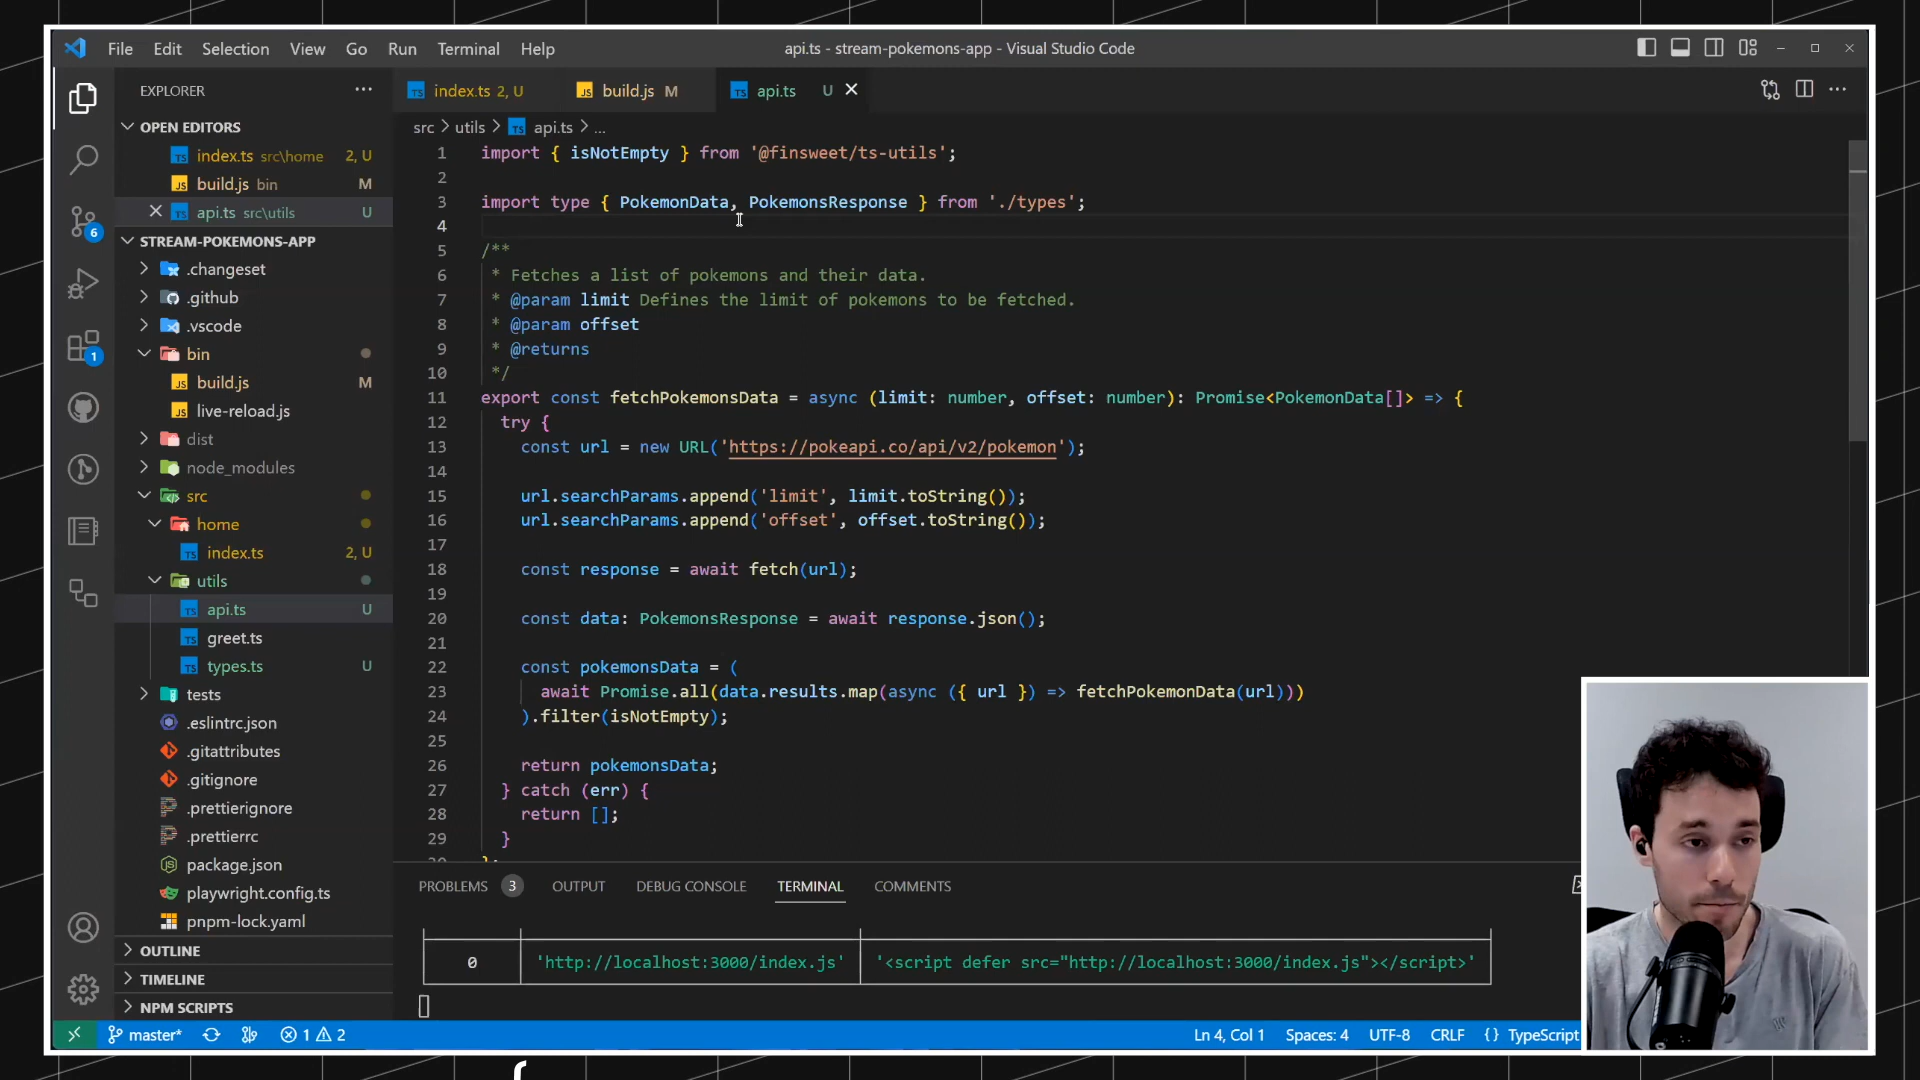 File Edit Selection View Go Run Terminal Help
api.ts - stream-pokemons-app - Visual Studio Code
EXPLORER
OPEN EDITORS
index.ts src\home 2, U
build.js bin M
api.ts src\utils U
STREAM-POKEMONS-APP
.changeset
.github
.vscode
bin
build.js M
live-reload.js
dist
node_modules
src
home
index.ts 2, U
utils
api.ts U
greet.ts
types.ts U
tests
.eslintrc.json
.gitattributes
.gitignore
.prettierignore
.prettierrc
package.json
playwright.config.ts
pnpm-lock.yaml
OUTLINE
TIMELINE
NPM SCRIPTS
6
1
index.ts 2, U build.js M api.ts U
src > utils > api.ts > ...
1 import { isNotEmpty } from '@finsweet/ts-utils';
2
3 import type { PokemonData, PokemonsResponse } from './types';
4
5 /**
6 * Fetches a list of pokemons and their data.
7 * @param limit Defines the limit of pokemons to be fetched.
8 * @param offset
9 * @returns
10 */
11 export const fetchPokemonsData = async (limit: number, offset: number): Promise<PokemonData[]> => {
12 try {
13 const url = new URL('https://pokeapi.co/api/v2/pokemon');
14
15 url.searchParams.append('limit', limit.toString());
16 url.searchParams.append('offset', offset.toString());
17
18 const response = await fetch(url);
19
20 const data: PokemonsResponse = await response.json();
21
22 const pokemonsData = (
23 await Promise.all(data.results.map(async ({ url }) => fetchPokemonData(url)))
24 ).filter(isNotEmpty);
25
26 return pokemonsData;
27 } catch (err) {
28 return [];
29 }
PROBLEMS 3 OUTPUT DEBUG CONSOLE TERMINAL COMMENTS
0 'http://localhost:3000/index.js' '<script defer src="http://localhost:3000/index.js"></script>'
master* 1 2
Ln 4, Col 1 Spaces: 4 UTF-8 CRLF {} TypeScript
{